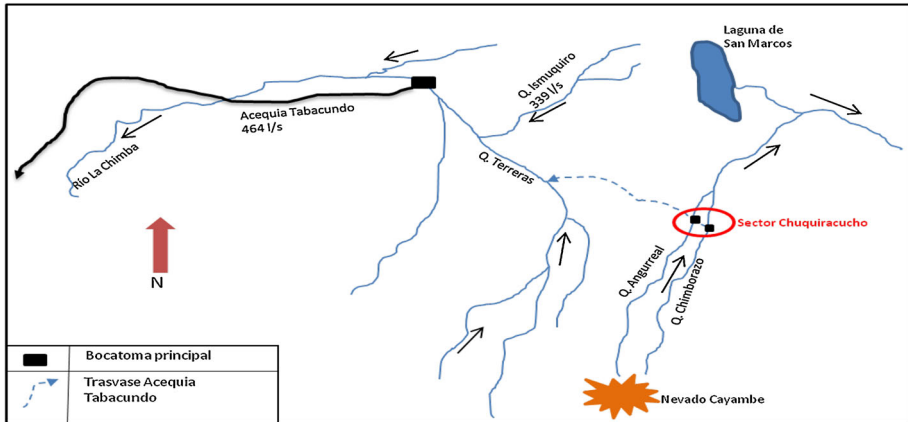 Laguna de
San Marcos
Q. Ismuquiro
339 l/s
Acequia Tabacundo
464 l/s
Río La Chimba
Q. Terreras
Sector Chuquiracucho
Q. Angurreal
Q. Chimborazo
N
Nevado Cayambe
Bocatoma principal
Trasvase Acequia
Tabacundo